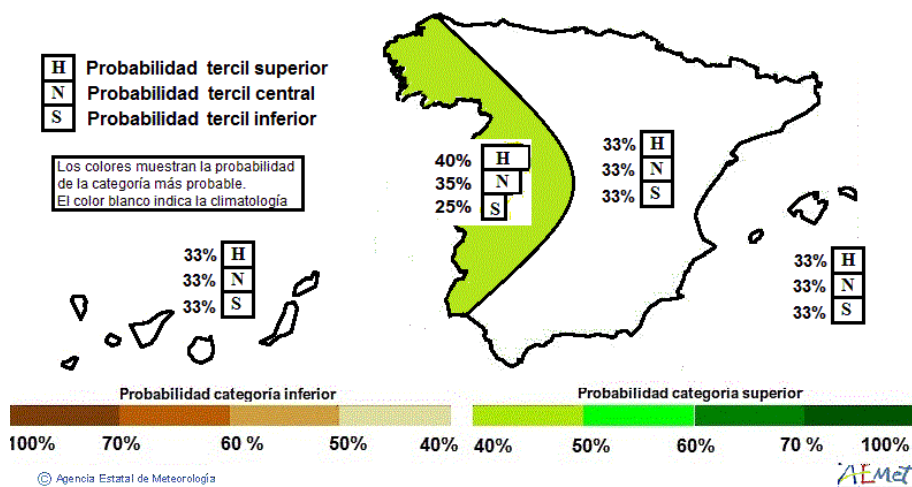 H Probabilidad tercil superior
N Probabilidad tercil central
S Probabilidad tercil inferior
Los colores muestran la probabilidad
de la categoría más probable.
El color blanco indica la climatología
40% H
35% N
25% S
33% H
33% N
33% S
33% H
33% N
33% S
33% H
33% N
33% S
Probabilidad categoría inferior
100% 70% 60 % 50% 40%
Probabilidad categoria superior
40% 50% 60% 70 % 100%
© Agencia Estatal de Meteorología
AEMet